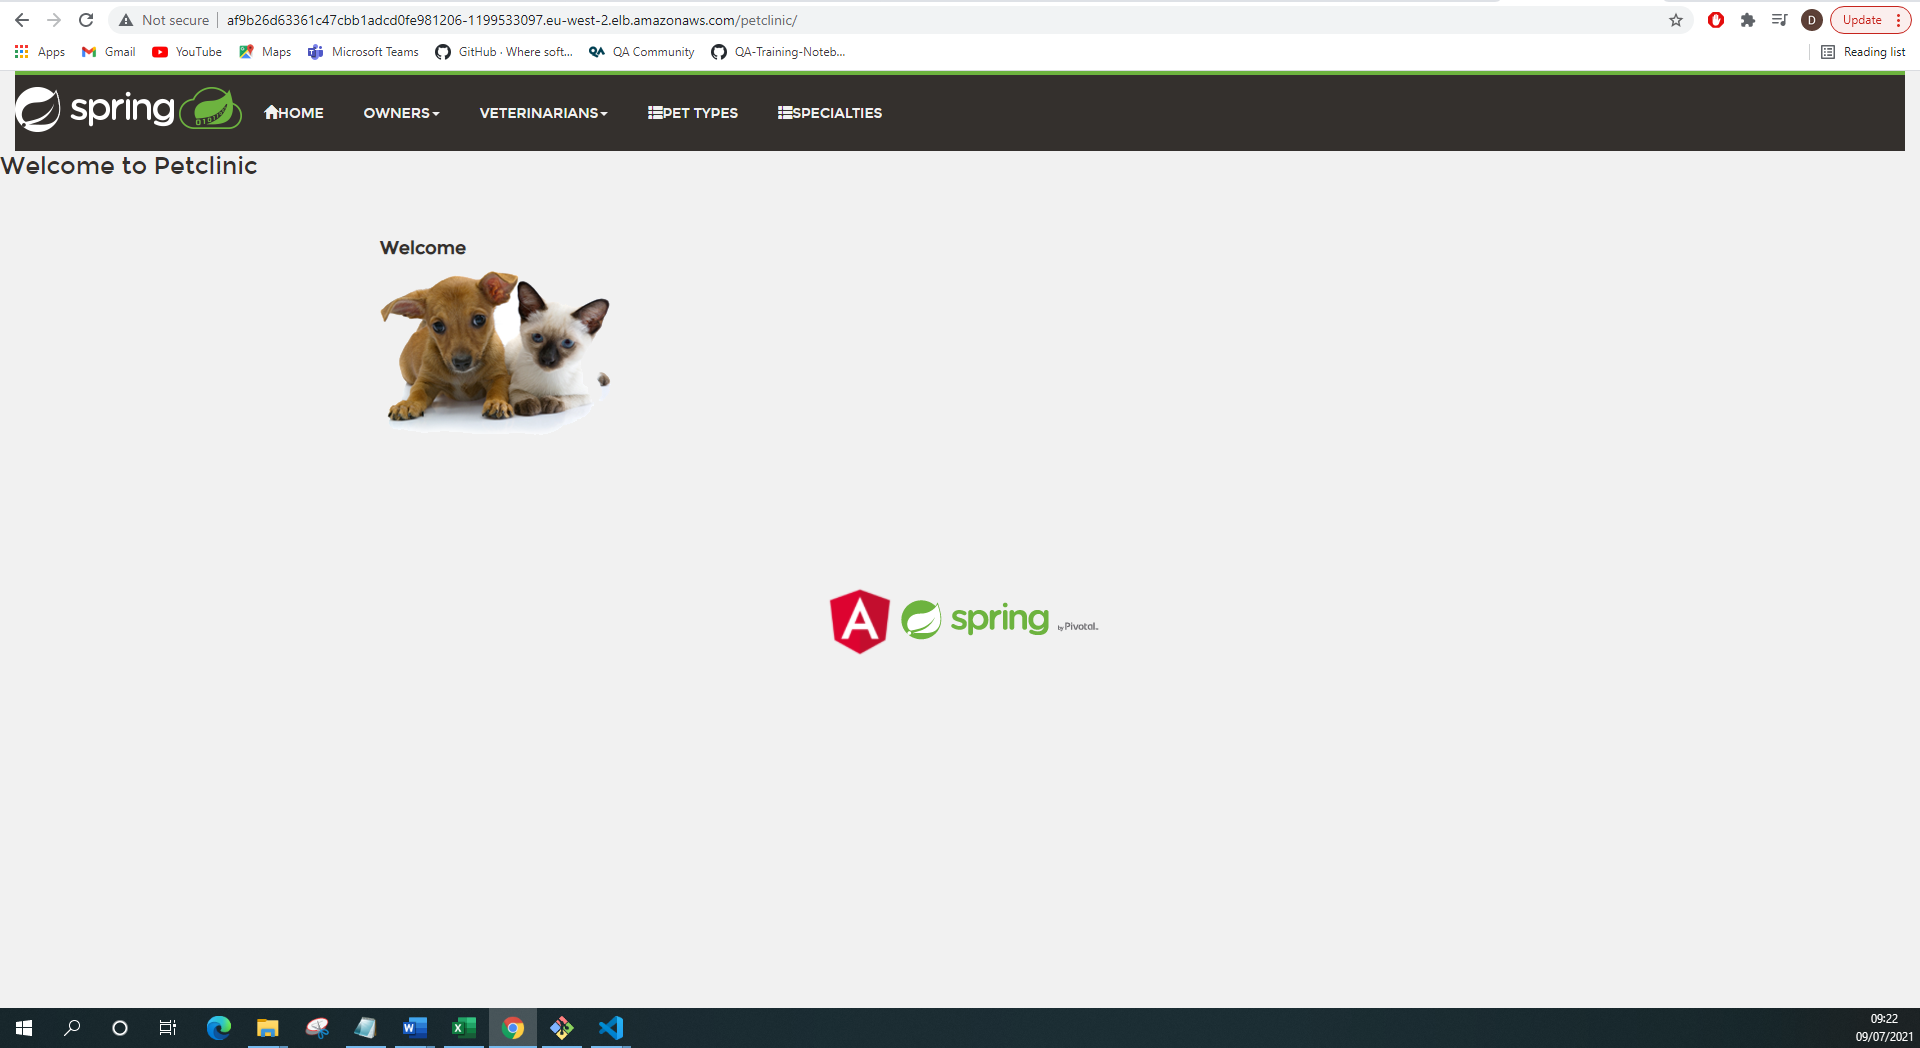 Not secure af9b26d63361c47cbb1adcd0fe981206-1199533097.eu-west-2.elb.amazonaws.com/petclinic/ D Update
Apps Gmail YouTube Maps Microsoft Teams GitHub · Where soft... QA Community QA-Training-Noteb... Reading list
spring HOME OWNERS VETERINARIANS PET TYPES SPECIALTIES
Welcome to Petclinic
Welcome
A spring by Pivotal.
09:22
09/07/2021